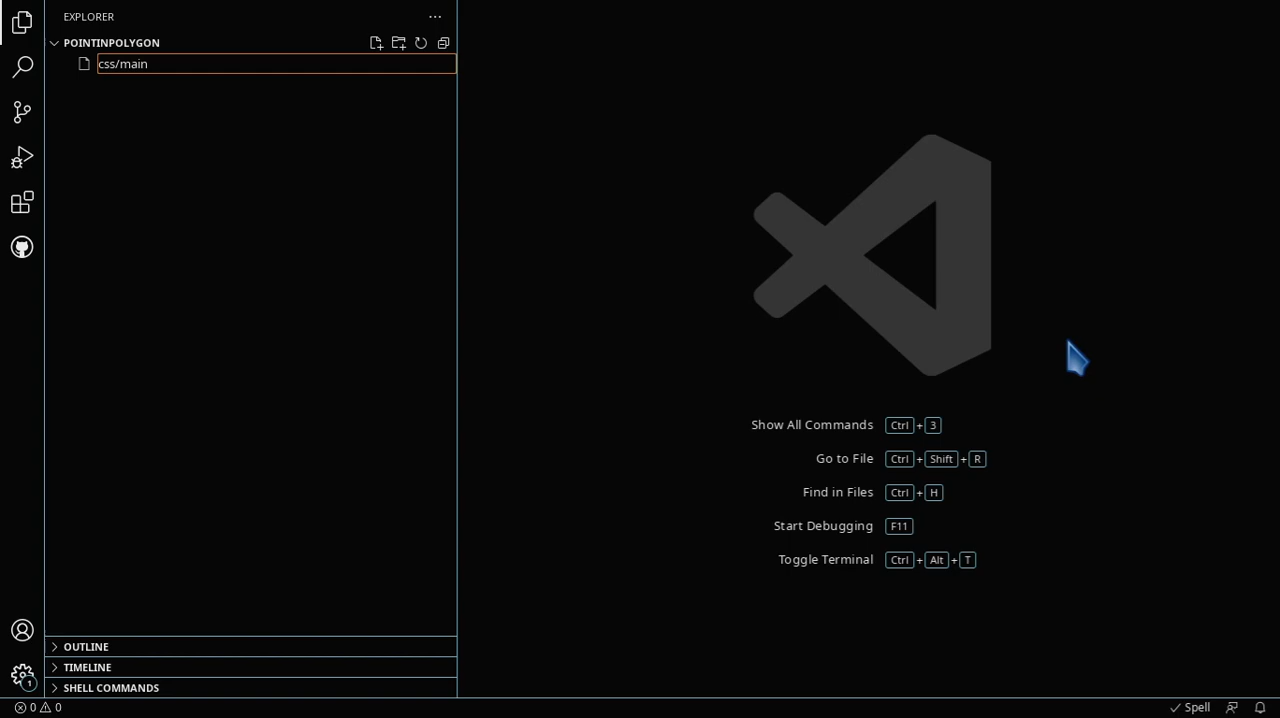 EXPLORER
POINTINPOLYGON
css/main
Show All Commands Ctrl + 3
Go to File Ctrl + Shift + R
Find in Files Ctrl + H
Start Debugging F11
Toggle Terminal Ctrl + Alt + T
OUTLINE
TIMELINE
SHELL COMMANDS
1
0 0
Spell